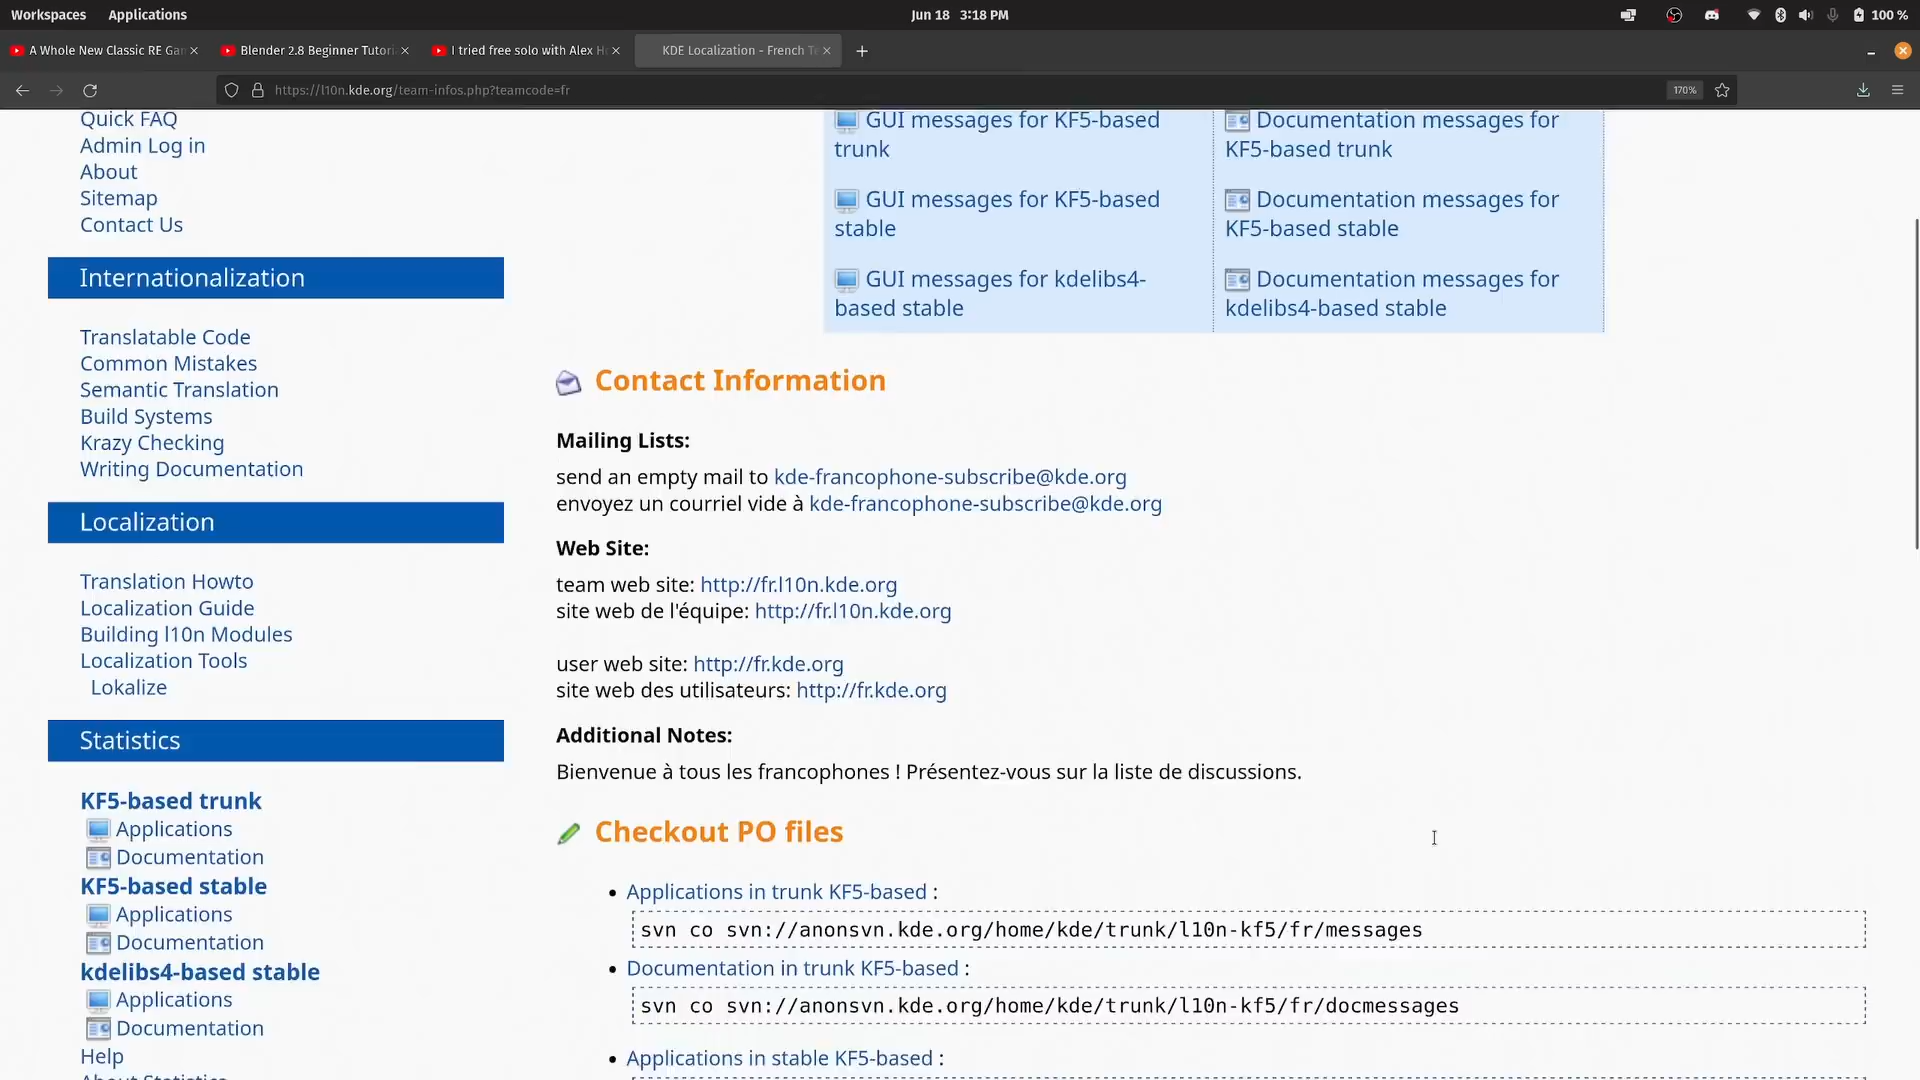 Workspaces Applications Jun 18 3:18 PM 100 %
A Whole New Classic RE Ga Blender 2.8 Beginner Tutori I tried free solo with Alex H KDE Localization - French T
https://l10n.kde.org/team-infos.php?teamcode=fr 170%
Quick FAQ
Admin Log in
About
Sitemap
Contact Us
Internationalization
Translatable Code
Common Mistakes
Semantic Translation
Build Systems
Krazy Checking
Writing Documentation
Localization
Translation Howto
Localization Guide
Building l10n Modules
Localization Tools
Lokalize
Statistics
KF5-based trunk
Applications
Documentation
KF5-based stable
Applications
Documentation
kdelibs4-based stable
Applications
Documentation
Help
About Statistics
GUI messages for KF5-based
trunk
Documentation messages for
KF5-based trunk
GUI messages for KF5-based
stable
Documentation messages for
KF5-based stable
GUI messages for kdelibs4-
based stable
Documentation messages for
kdelibs4-based stable
Contact Information
Mailing Lists:
send an empty mail to kde-francophone-subscribe@kde.org
envoyez un courriel vide à kde-francophone-subscribe@kde.org
Web Site:
team web site: http://fr.l10n.kde.org
site web de l'équipe: http://fr.l10n.kde.org
user web site: http://fr.kde.org
site web des utilisateurs: http://fr.kde.org
Additional Notes:
Bienvenue à tous les francophones ! Présentez-vous sur la liste de discussions.
Checkout PO files
Applications in trunk KF5-based :
svn co svn://anonsvn.kde.org/home/kde/trunk/l10n-kf5/fr/messages
Documentation in trunk KF5-based :
svn co svn://anonsvn.kde.org/home/kde/trunk/l10n-kf5/fr/docmessages
Applications in stable KF5-based :